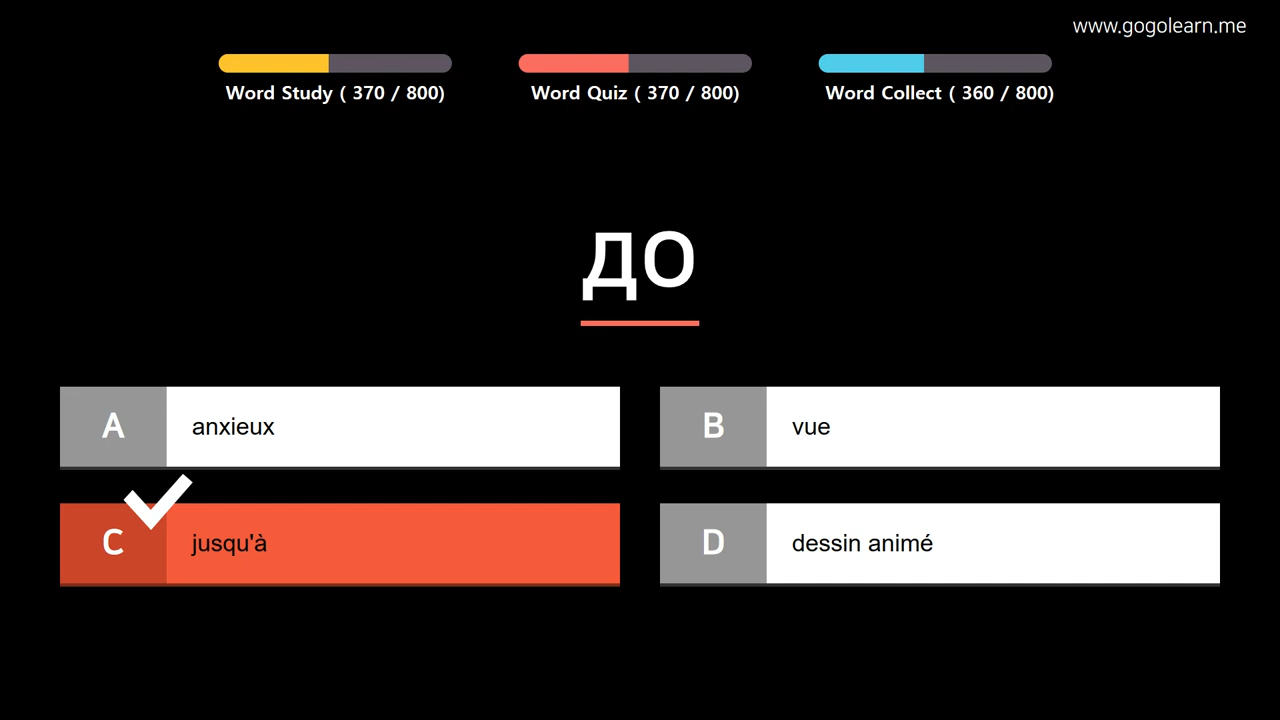 www.gogolearn.me
Word Study ( 370 / 800)
Word Quiz ( 370 / 800)
Word Collect ( 360 / 800)
до
A
anxieux
B
vue
C
jusqu'à
D
dessin animé